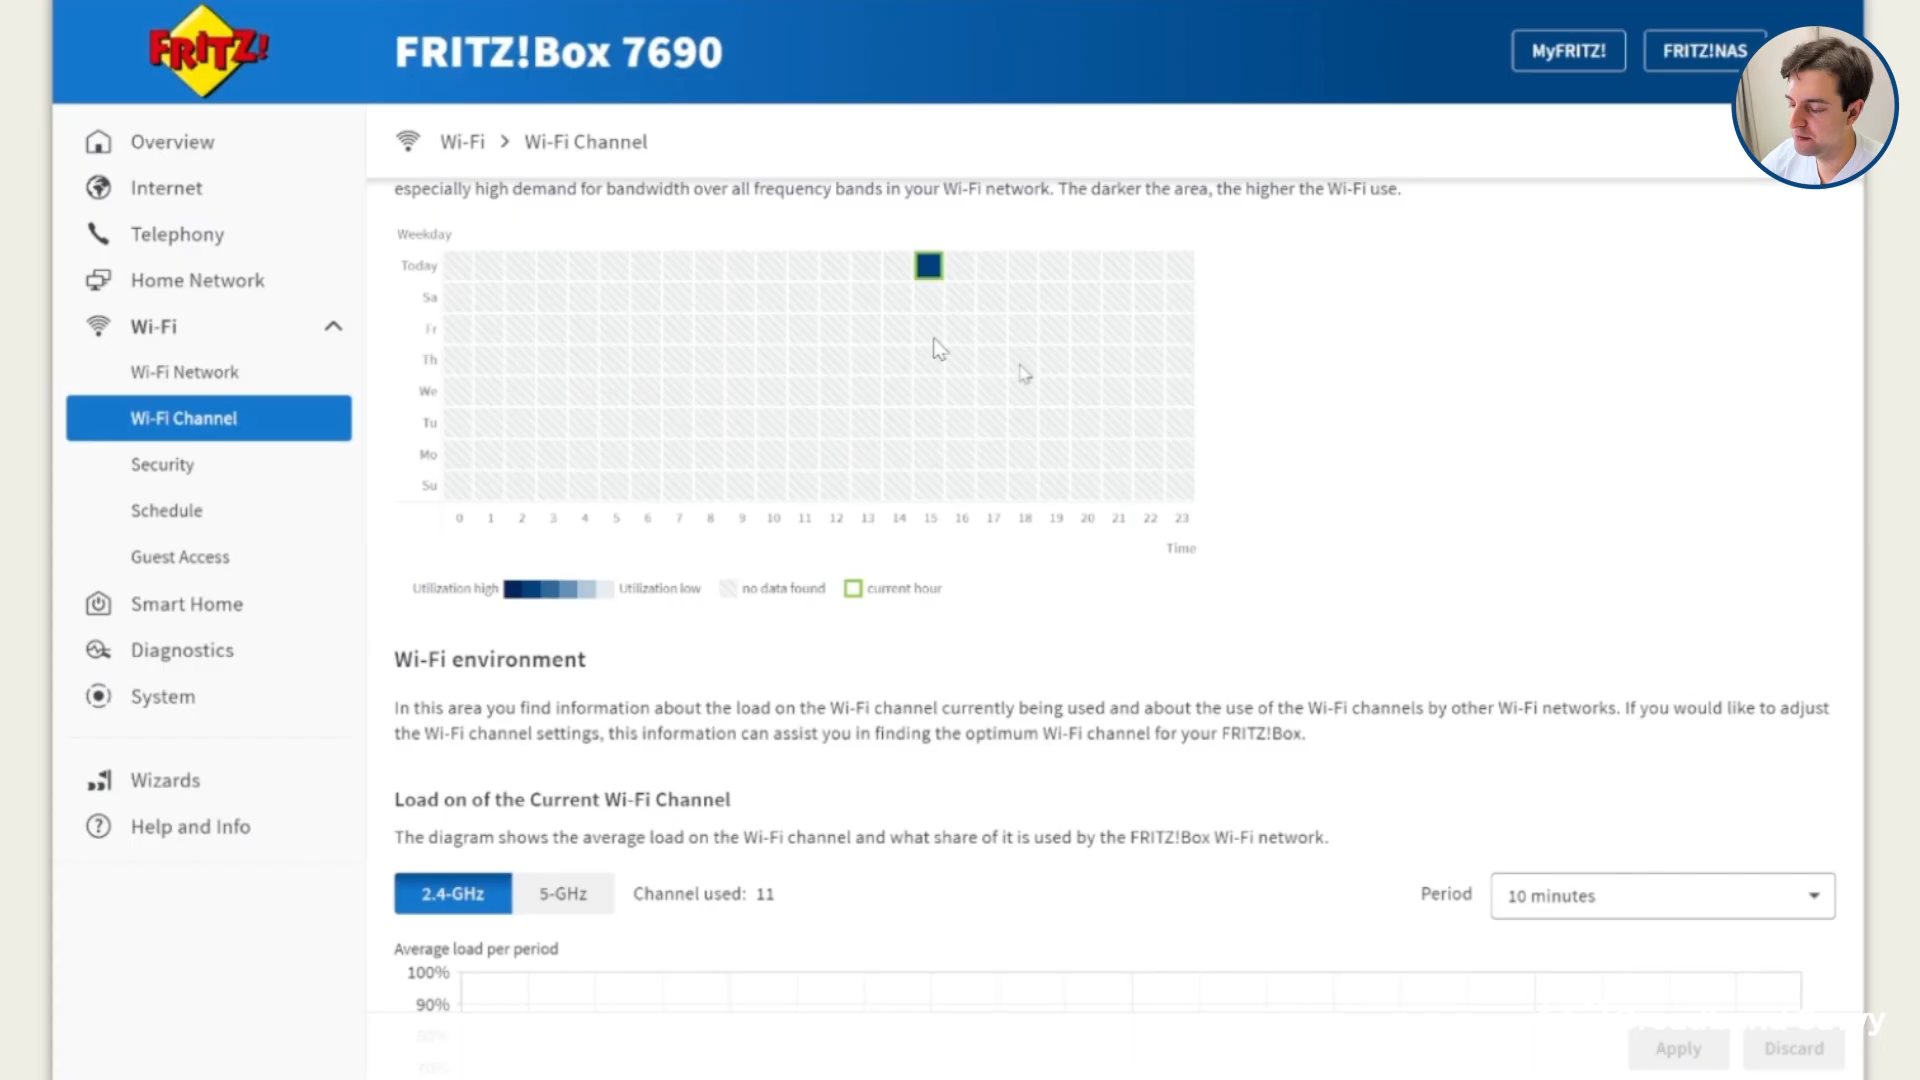 FRITZ!
FRITZ!Box 7690
MyFRITZ!
FRITZ!NAS
Overview
Internet
Telephony
Home Network
Wi-Fi
Wi-Fi Network
Wi-Fi Channel
Security
Schedule
Guest Access
Smart Home
Diagnostics
System
Wizards
Help and Info
Wi-Fi > Wi-Fi Channel
especially high demand for bandwidth over all frequency bands in your Wi-Fi network. The darker the area, the higher the Wi-Fi use.
Weekday
Today
Sa
Fr
Th
We
Tu
Mo
Su
0 1 2 3 4 5 6 7 8 9 10 11 12 13 14 15 16 17 18 19 20 21 22 23
Time
Utilization high Utilization low no data found current hour
Wi-Fi environment
In this area you find information about the load on the Wi-Fi channel currently being used and about the use of the Wi-Fi channels by other Wi-Fi networks. If you would like to adjust
the Wi-Fi channel settings, this information can assist you in finding the optimum Wi-Fi channel for your FRITZ!Box.
Load on of the Current Wi-Fi Channel
The diagram shows the average load on the Wi-Fi channel and what share of it is used by the FRITZ!Box Wi-Fi network.
2.4-GHz 5-GHz Channel used: 11 Period 10 minutes
Average load per period
100%
90%
80%
70%
Apply Discard